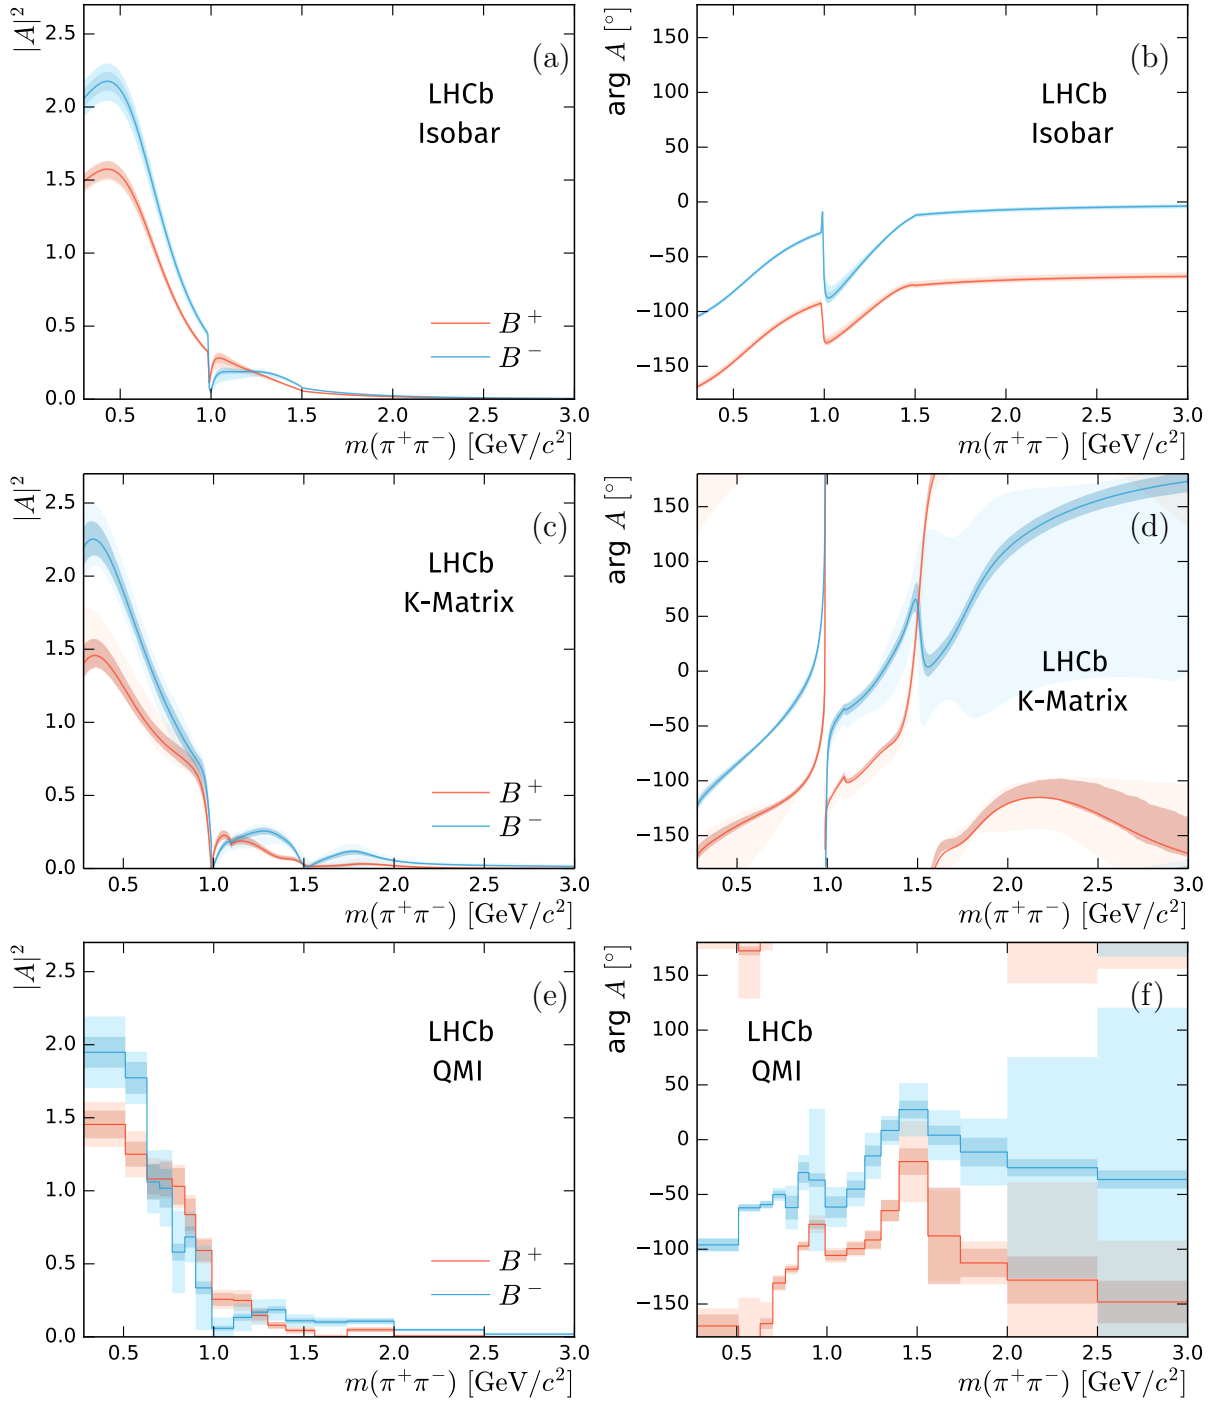 |A|²
2.5
2.0
1.5
1.0
0.5
0.0
(a)
LHCb
Isobar
B⁺
B⁻
0.5 1.0 1.5 2.0 2.5 3.0
m(π⁺π⁻) [GeV/c²]
arg A [°]
150
100
50
0
−50
−100
−150
(b)
LHCb
Isobar
0.5 1.0 1.5 2.0 2.5 3.0
m(π⁺π⁻) [GeV/c²]
|A|²
2.5
2.0
1.5
1.0
0.5
0.0
(c)
LHCb
K-Matrix
B⁺
B⁻
0.5 1.0 1.5 2.0 2.5 3.0
m(π⁺π⁻) [GeV/c²]
arg A [°]
150
100
50
0
−50
−100
−150
(d)
LHCb
K-Matrix
0.5 1.0 1.5 2.0 2.5 3.0
m(π⁺π⁻) [GeV/c²]
|A|²
2.5
2.0
1.5
1.0
0.5
0.0
(e)
LHCb
QMI
B⁺
B⁻
0.5 1.0 1.5 2.0 2.5 3.0
m(π⁺π⁻) [GeV/c²]
arg A [°]
150
100
50
0
−50
−100
−150
(f)
LHCb
QMI
0.5 1.0 1.5 2.0 2.5 3.0
m(π⁺π⁻) [GeV/c²]